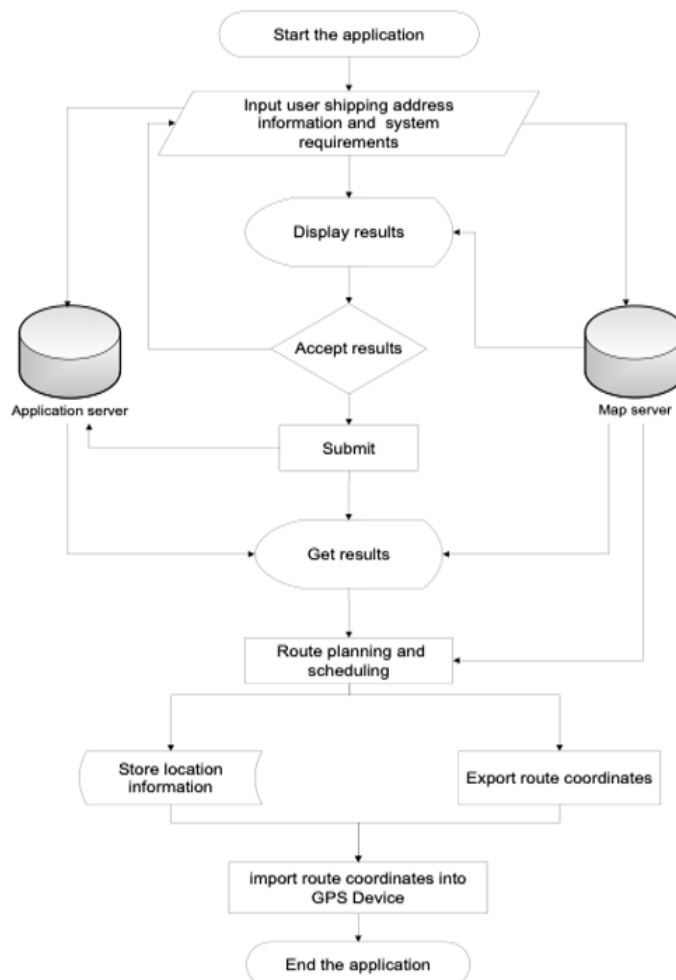 Start the application
Input user shipping address
information and system
requirements
Display results
Accept results
Application server
Map server
Submit
Get results
Route planning and
scheduling
Store location
information
Export route coordinates
import route coordinates into
GPS Device
End the application